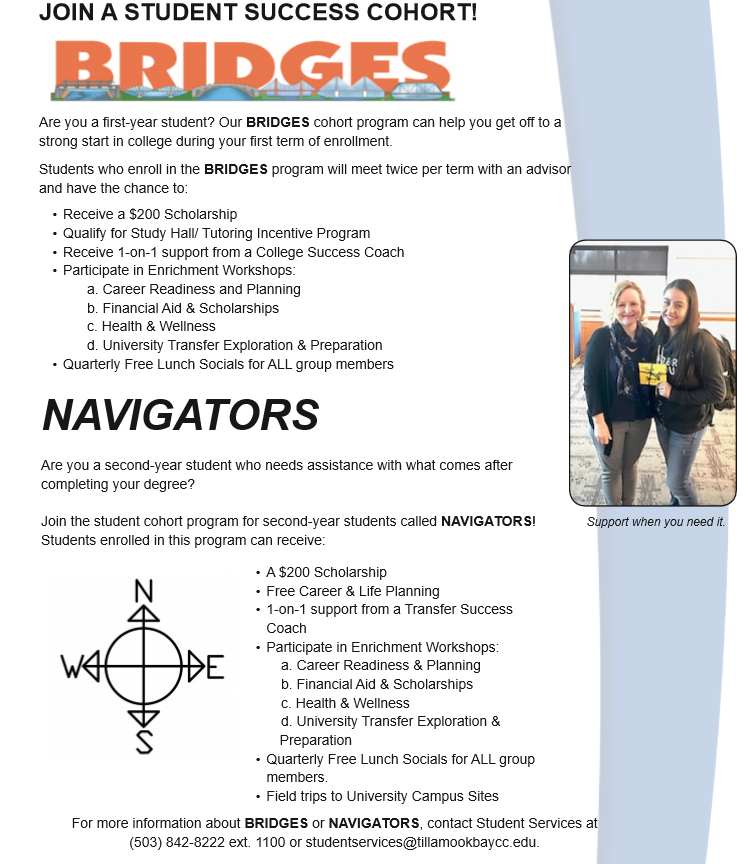 JOIN A STUDENT SUCCESS COHORT!
BRIDGES
Are you a first-year student? Our BRIDGES cohort program can help you get off to a
strong start in college during your first term of enrollment.
Students who enroll in the BRIDGES program will meet twice per term with an advisor
and have the chance to:
• Receive a $200 Scholarship
• Qualify for Study Hall/ Tutoring Incentive Program
• Receive 1-on-1 support from a College Success Coach
• Participate in Enrichment Workshops:
a. Career Readiness and Planning
b. Financial Aid & Scholarships
c. Health & Wellness
d. University Transfer Exploration & Preparation
• Quarterly Free Lunch Socials for ALL group members
NAVIGATORS
Are you a second-year student who needs assistance with what comes after
completing your degree?
Join the student cohort program for second-year students called NAVIGATORS!
Students enrolled in this program can receive:
Support when you need it.
N
W E
S
• A $200 Scholarship
• Free Career & Life Planning
• 1-on-1 support from a Transfer Success
Coach
• Participate in Enrichment Workshops:
a. Career Readiness & Planning
b. Financial Aid & Scholarships
c. Health & Wellness
d. University Transfer Exploration &
Preparation
• Quarterly Free Lunch Socials for ALL group
members.
• Field trips to University Campus Sites
For more information about BRIDGES or NAVIGATORS, contact Student Services at
(503) 842-8222 ext. 1100 or studentservices@tillamookbaycc.edu.